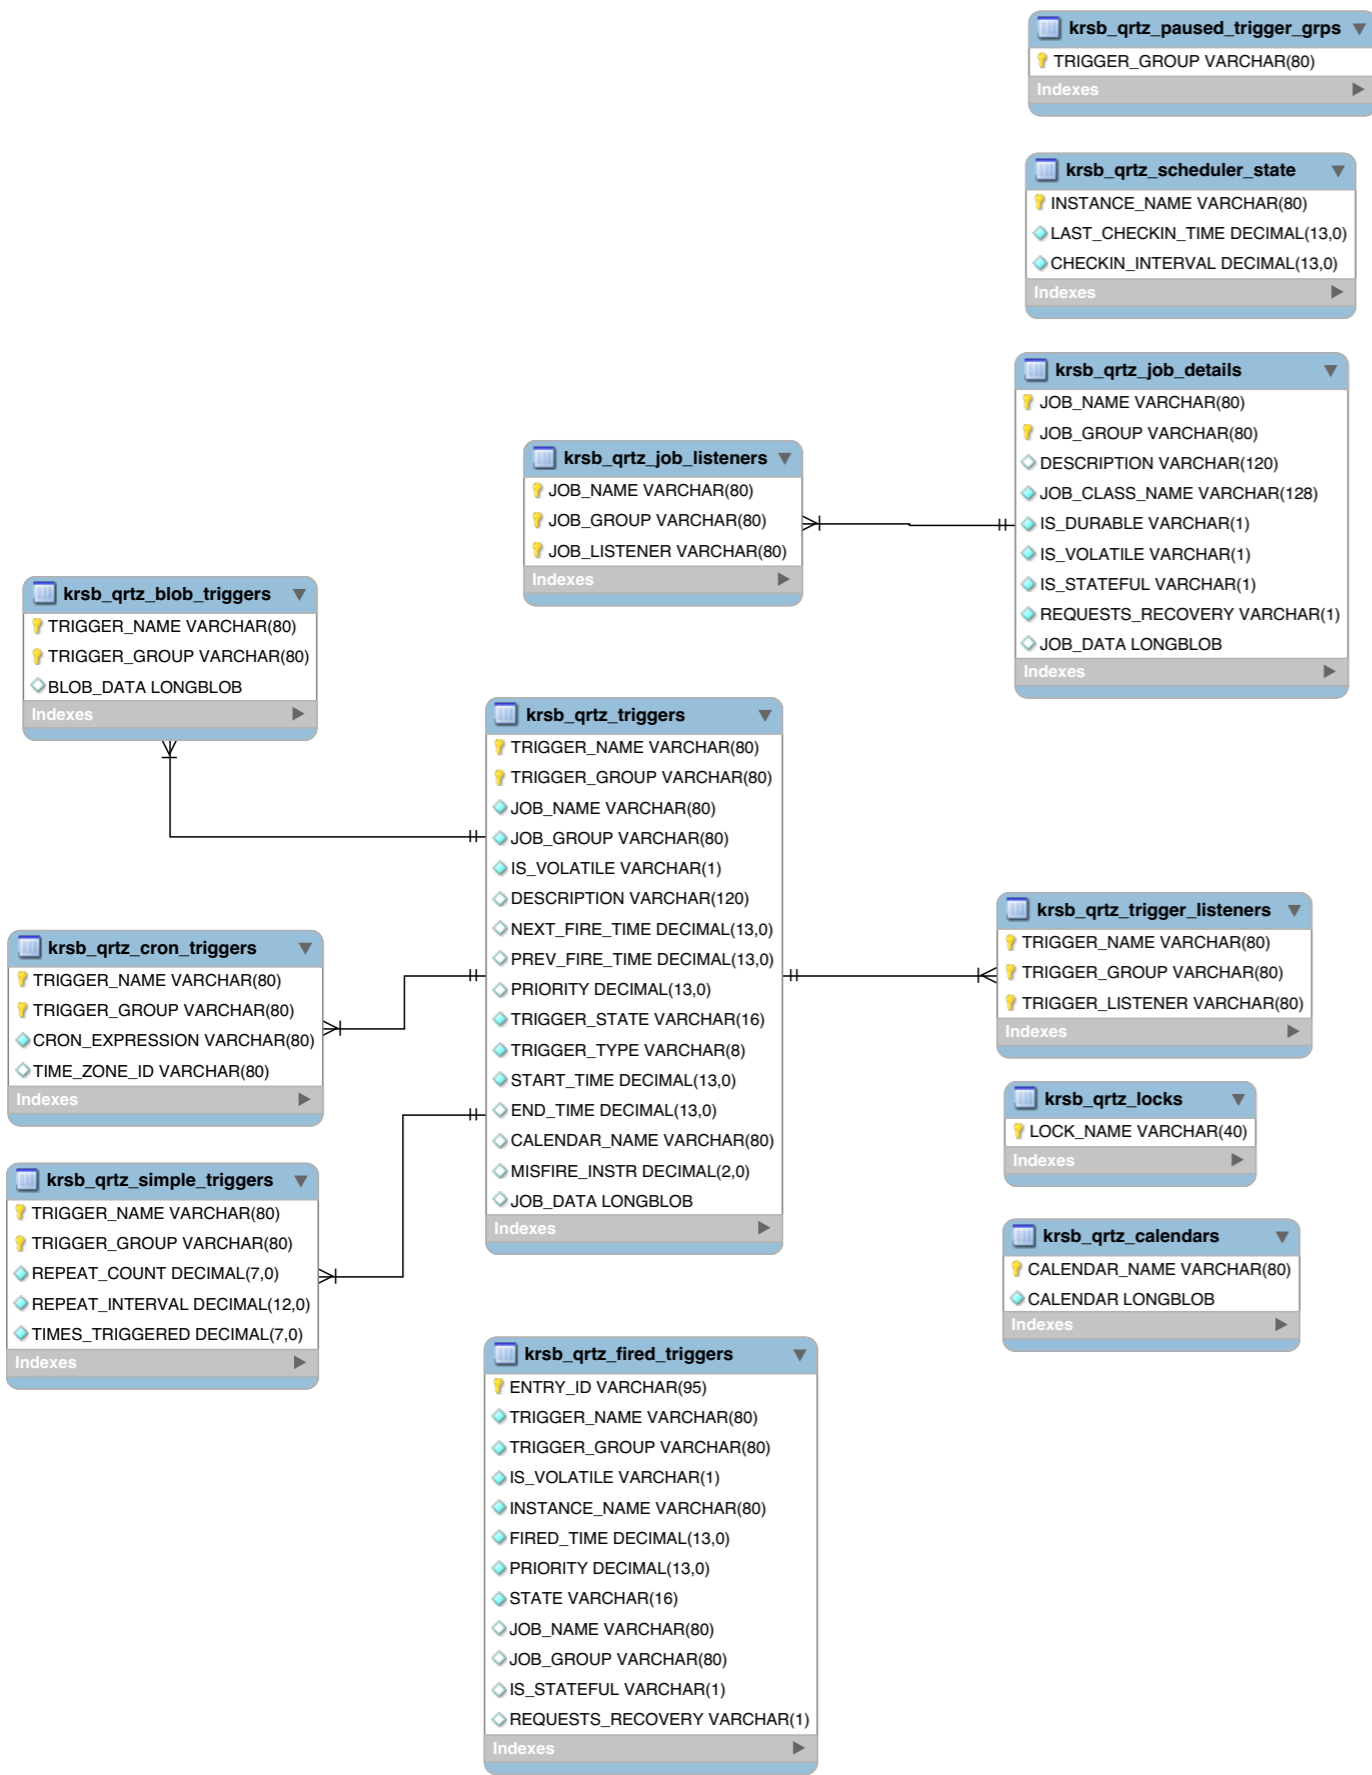 krsb_qrtz_paused_trigger_grps
TRIGGER_GROUP VARCHAR(80)
Indexes
krsb_qrtz_scheduler_state
INSTANCE_NAME VARCHAR(80)
LAST_CHECKIN_TIME DECIMAL(13,0)
CHECKIN_INTERVAL DECIMAL(13,0)
Indexes
krsb_qrtz_job_details
JOB_NAME VARCHAR(80)
JOB_GROUP VARCHAR(80)
DESCRIPTION VARCHAR(120)
JOB_CLASS_NAME VARCHAR(128)
IS_DURABLE VARCHAR(1)
IS_VOLATILE VARCHAR(1)
IS_STATEFUL VARCHAR(1)
REQUESTS_RECOVERY VARCHAR(1)
JOB_DATA LONGBLOB
Indexes
krsb_qrtz_job_listeners
JOB_NAME VARCHAR(80)
JOB_GROUP VARCHAR(80)
JOB_LISTENER VARCHAR(80)
Indexes
krsb_qrtz_blob_triggers
TRIGGER_NAME VARCHAR(80)
TRIGGER_GROUP VARCHAR(80)
BLOB_DATA LONGBLOB
Indexes
krsb_qrtz_triggers
TRIGGER_NAME VARCHAR(80)
TRIGGER_GROUP VARCHAR(80)
JOB_NAME VARCHAR(80)
JOB_GROUP VARCHAR(80)
IS_VOLATILE VARCHAR(1)
DESCRIPTION VARCHAR(120)
NEXT_FIRE_TIME DECIMAL(13,0)
PREV_FIRE_TIME DECIMAL(13,0)
PRIORITY DECIMAL(13,0)
TRIGGER_STATE VARCHAR(16)
TRIGGER_TYPE VARCHAR(8)
START_TIME DECIMAL(13,0)
END_TIME DECIMAL(13,0)
CALENDAR_NAME VARCHAR(80)
MISFIRE_INSTR DECIMAL(2,0)
JOB_DATA LONGBLOB
Indexes
krsb_qrtz_trigger_listeners
TRIGGER_NAME VARCHAR(80)
TRIGGER_GROUP VARCHAR(80)
TRIGGER_LISTENER VARCHAR(80)
Indexes
krsb_qrtz_cron_triggers
TRIGGER_NAME VARCHAR(80)
TRIGGER_GROUP VARCHAR(80)
CRON_EXPRESSION VARCHAR(80)
TIME_ZONE_ID VARCHAR(80)
Indexes
krsb_qrtz_locks
LOCK_NAME VARCHAR(40)
Indexes
krsb_qrtz_simple_triggers
TRIGGER_NAME VARCHAR(80)
TRIGGER_GROUP VARCHAR(80)
REPEAT_COUNT DECIMAL(7,0)
REPEAT_INTERVAL DECIMAL(12,0)
TIMES_TRIGGERED DECIMAL(7,0)
Indexes
krsb_qrtz_calendars
CALENDAR_NAME VARCHAR(80)
CALENDAR LONGBLOB
Indexes
krsb_qrtz_fired_triggers
ENTRY_ID VARCHAR(95)
TRIGGER_NAME VARCHAR(80)
TRIGGER_GROUP VARCHAR(80)
IS_VOLATILE VARCHAR(1)
INSTANCE_NAME VARCHAR(80)
FIRED_TIME DECIMAL(13,0)
PRIORITY DECIMAL(13,0)
STATE VARCHAR(16)
JOB_NAME VARCHAR(80)
JOB_GROUP VARCHAR(80)
IS_STATEFUL VARCHAR(1)
REQUESTS_RECOVERY VARCHAR(1)
Indexes